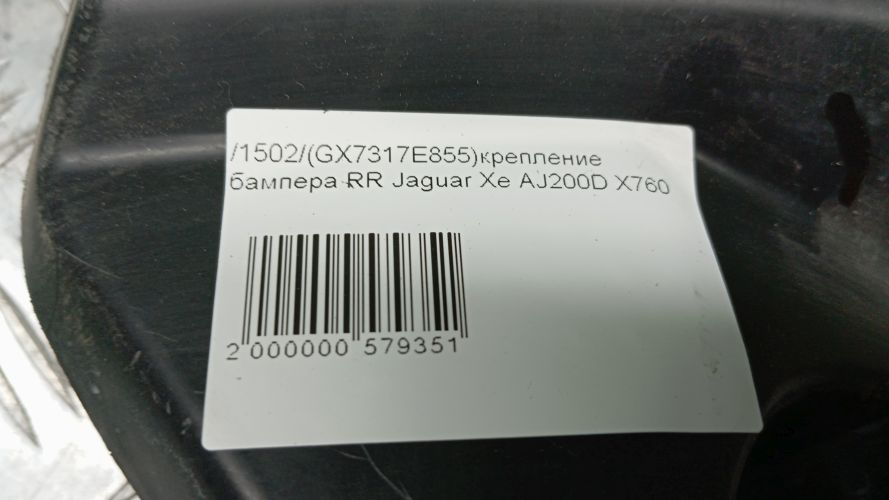 /1502/(GX7317E855)крепление
бампера RR Jaguar Xe AJ200D X760
2 000000 579351